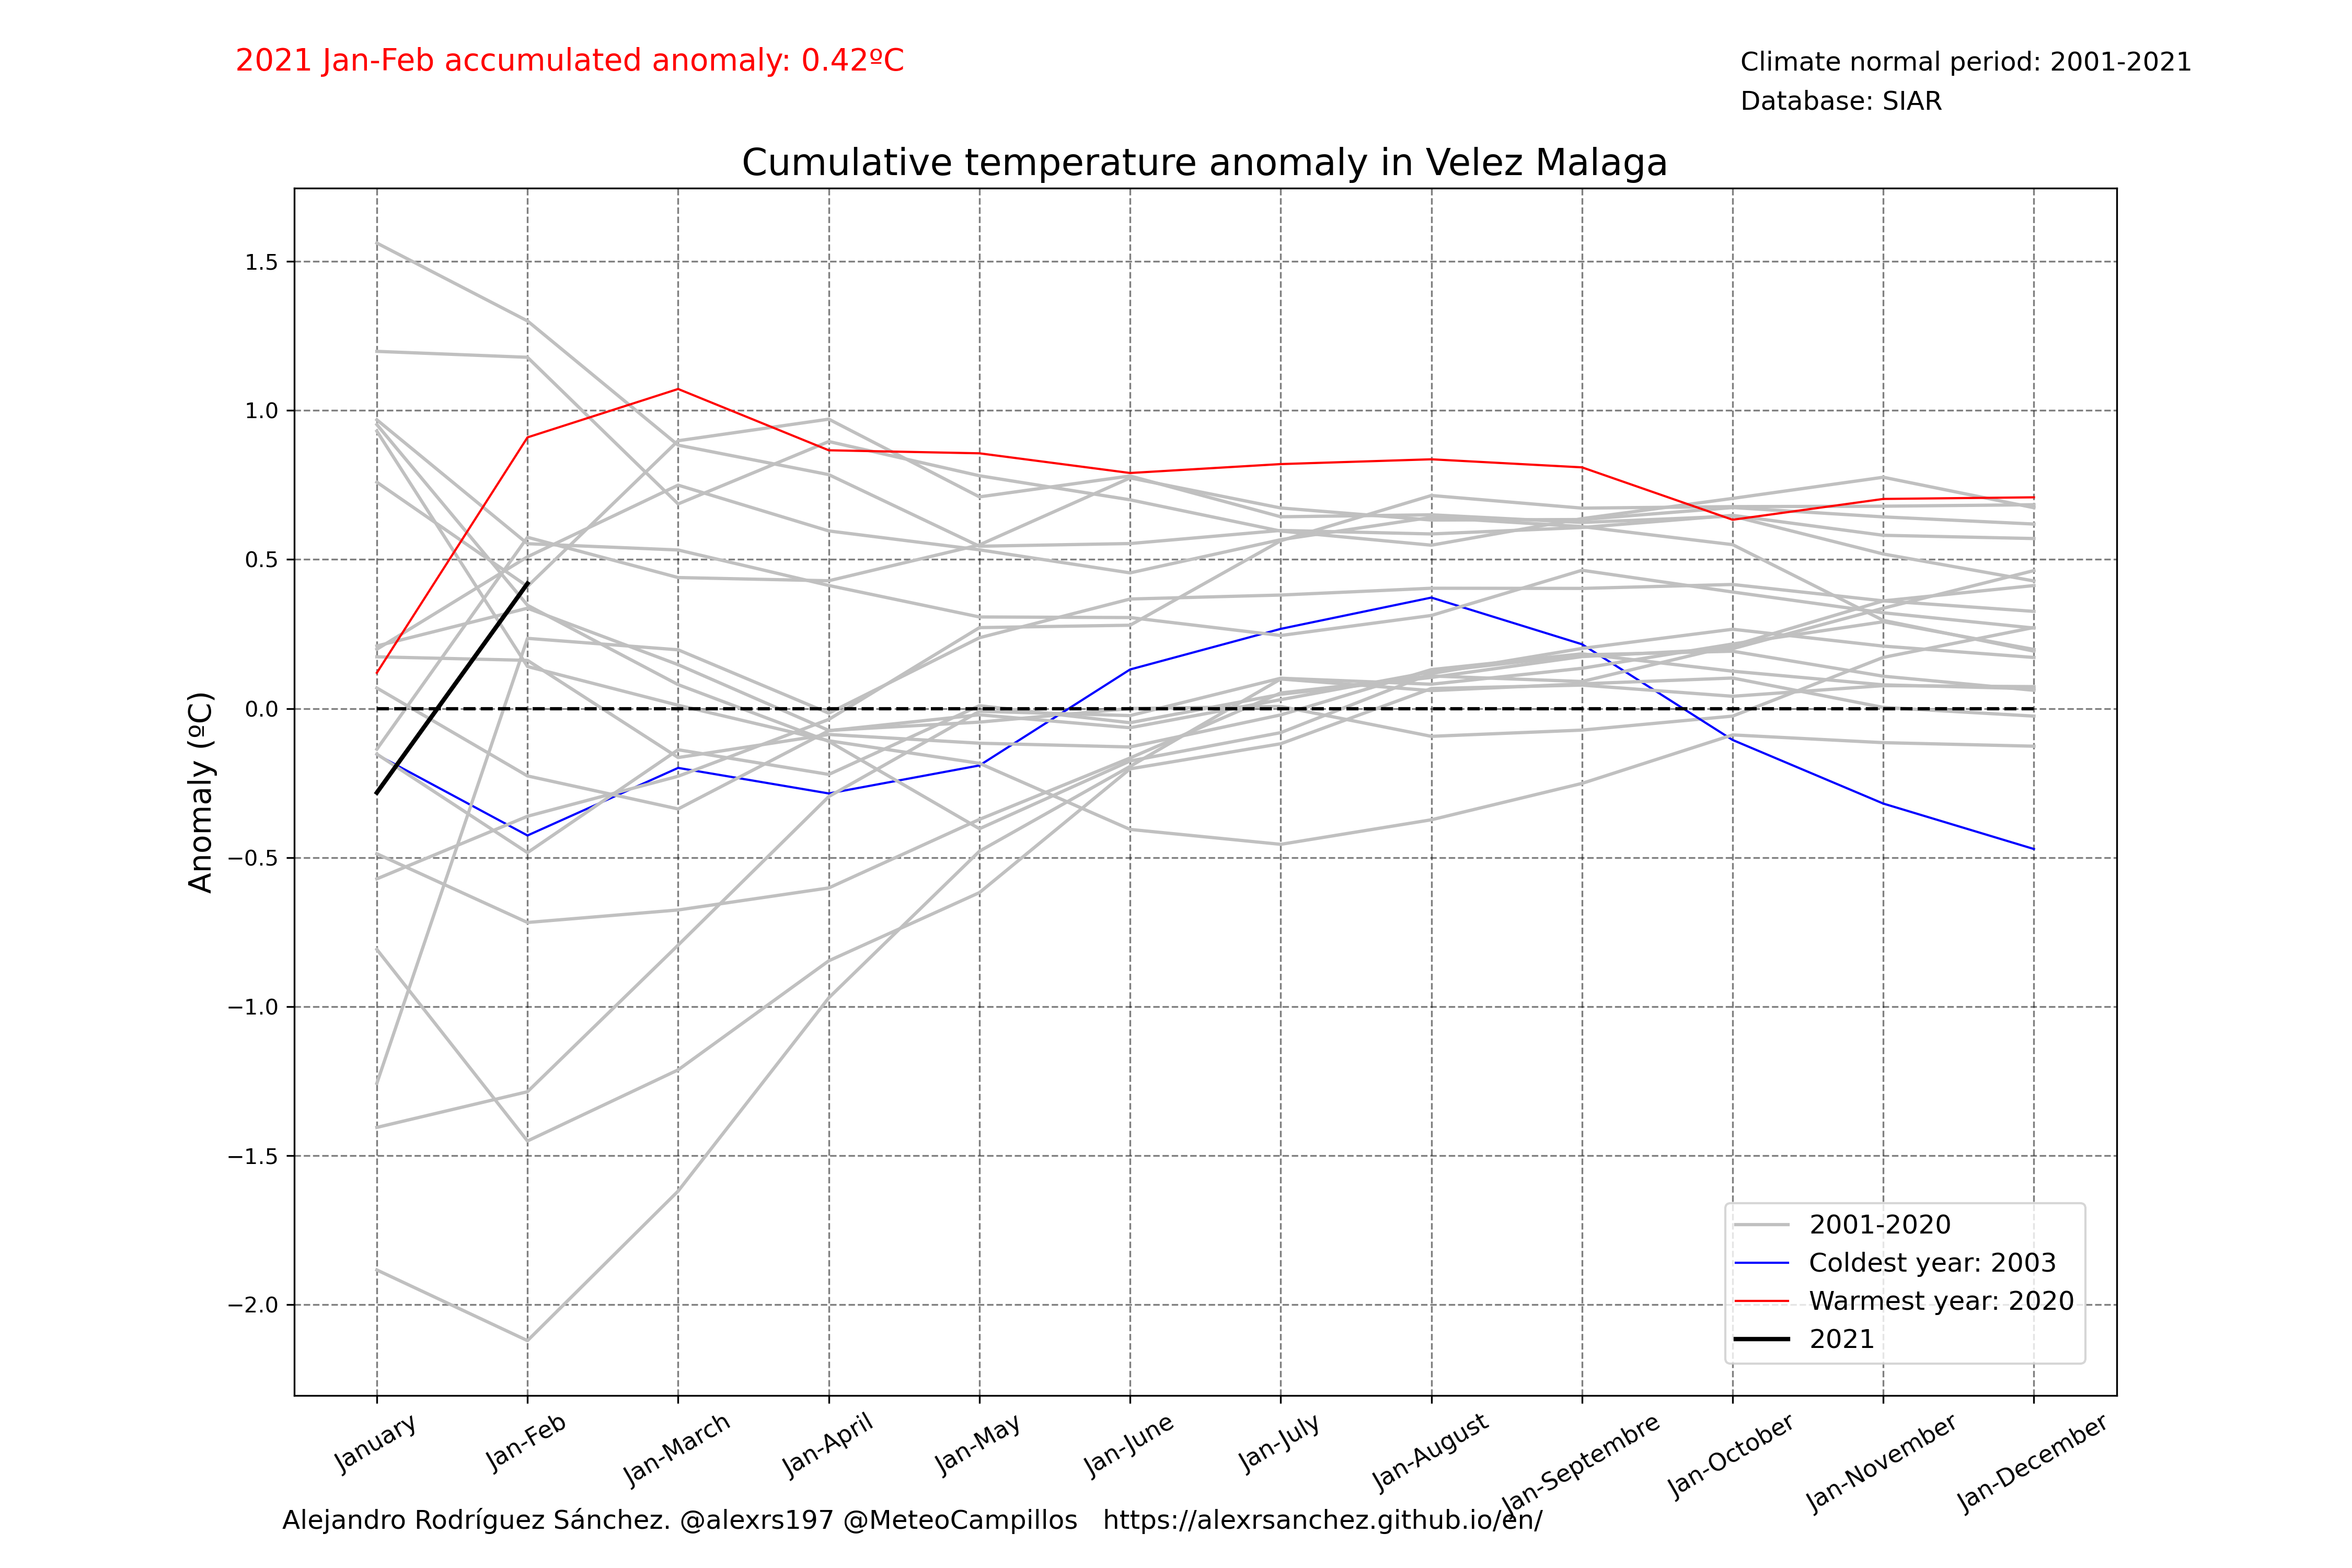 2021 Jan-Feb accumulated anomaly: 0.42ºC
Climate normal period: 2001-2021
Database: SIAR
Cumulative temperature anomaly in Velez Malaga
Anomaly (ºC)
1.5
1.0
0.5
0.0
−0.5
−1.0
−1.5
−2.0
2001-2020
Coldest year: 2003
Warmest year: 2020
2021
January
Jan-Feb
Jan-March
Jan-April
Jan-May
Jan-June
Jan-July
Jan-August
Jan-Septembre
Jan-October
Jan-November
Jan-December
Alejandro Rodríguez Sánchez. @alexrs197 @MeteoCampillos https://alexrsanchez.github.io/en/